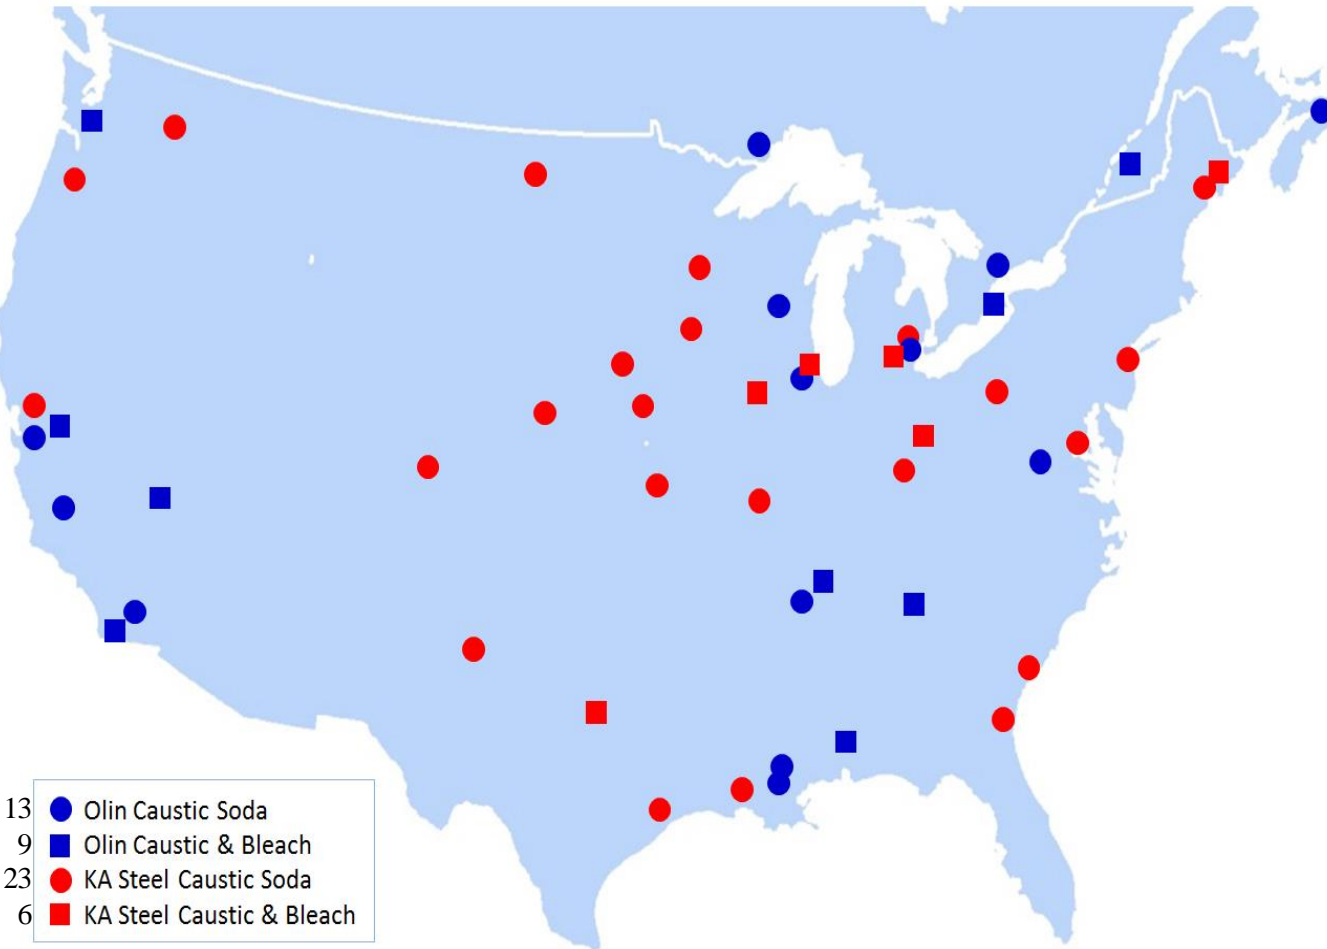 13 Olin Caustic Soda
9 Olin Caustic & Bleach
23 KA Steel Caustic Soda
6 KA Steel Caustic & Bleach